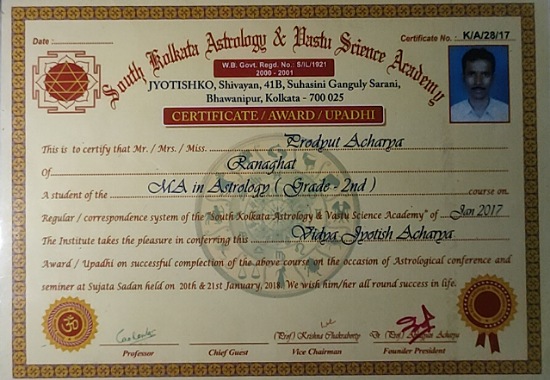 South Kolkata Astrology & Vastu Science Academy
Date :
Certificate No. : K/A/28/17
W.B. Govt. Regd. No.: S/IL/1921
2000 - 2001
JYOTISHKO, Shivayan, 41B, Suhasini Ganguly Sarani,
Bhawanipur, Kolkata - 700 025
CERTIFICATE / AWARD / UPADHI
This is to certify that Mr. / Mrs. / Miss. Prodyut Acharya
Of Ranaghat
A student of the MA in Astrology ( Grade - 2nd ) course on
Regular / correspondence system of the "South Kolkata Astrology & Vastu Science Academy" of Jan 2017
The Institute takes the pleasure in conferring this Vidya Jyotish Acharya
Award / Upadhi on successful complection of the above course on the occasion of Astrological conference and
seminer at Sujata Sadan held on 20th & 21st January, 2018. We wish him/her all round success in life.
(Prof) Krishna Chakraborty Dr (Prof) Acharya
Professor Chief Guest Vice Chairman Founder President